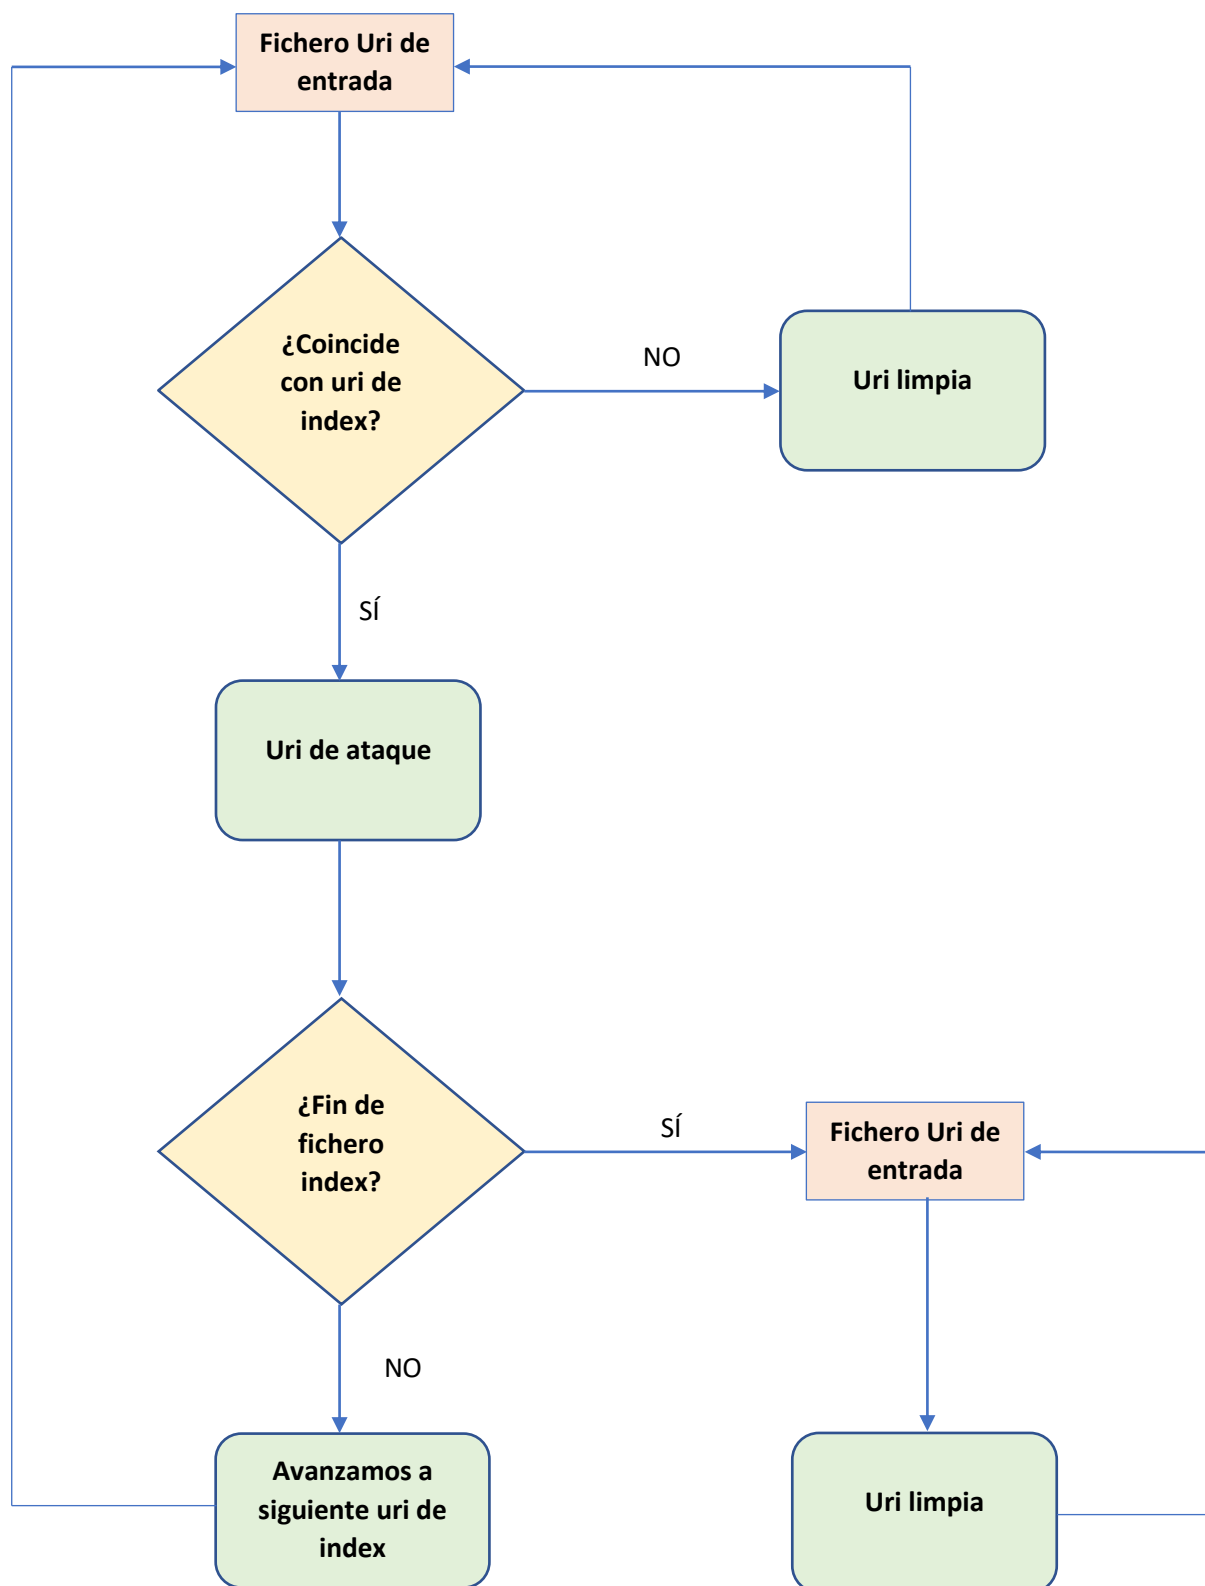 Fichero Uri de
entrada
¿Coincide
con uri de
index?
NO
Uri limpia
SÍ
Uri de ataque
¿Fin de
fichero
index?
SÍ
Fichero Uri de
entrada
NO
Avanzamos a
siguiente uri de
index
Uri limpia